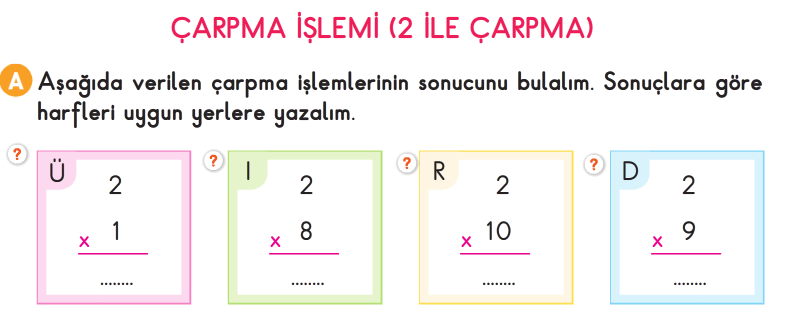 ÇARPMA İŞLEMİ (2 İLE ÇARPMA)
A Aşağıda verilen çarpma işlemlerinin sonucunu bulalım. Sonuçlara göre
harfleri uygun yerlere yazalım.
? Ü
2
x 1
........
? I
2
x 8
........
? R
2
x 10
........
? D
2
x 9
........